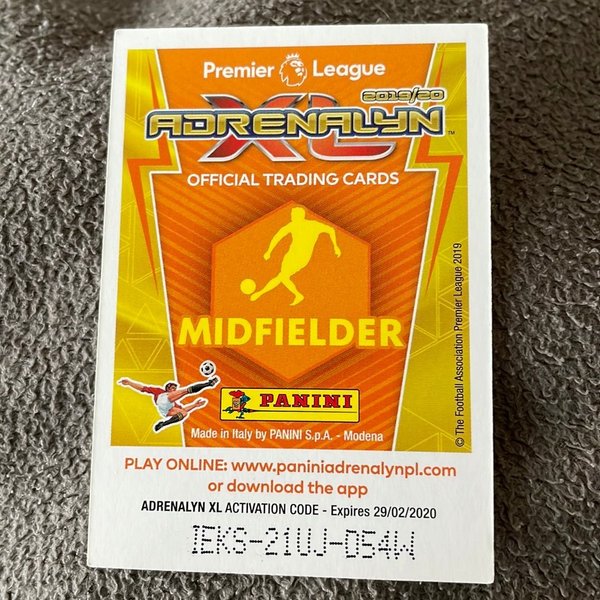 Premier League
2019/20
ADRENALYN XL™
OFFICIAL TRADING CARDS
MIDFIELDER
PANINI
Made in Italy by PANINI S.p.A. - Modena
© The Football Association Premier League 2019
PLAY ONLINE: www.paniniadrenalynpl.com
or download the app
ADRENALYN XL ACTIVATION CODE - Expires 29/02/2020
IEKS-21UJ-D54W